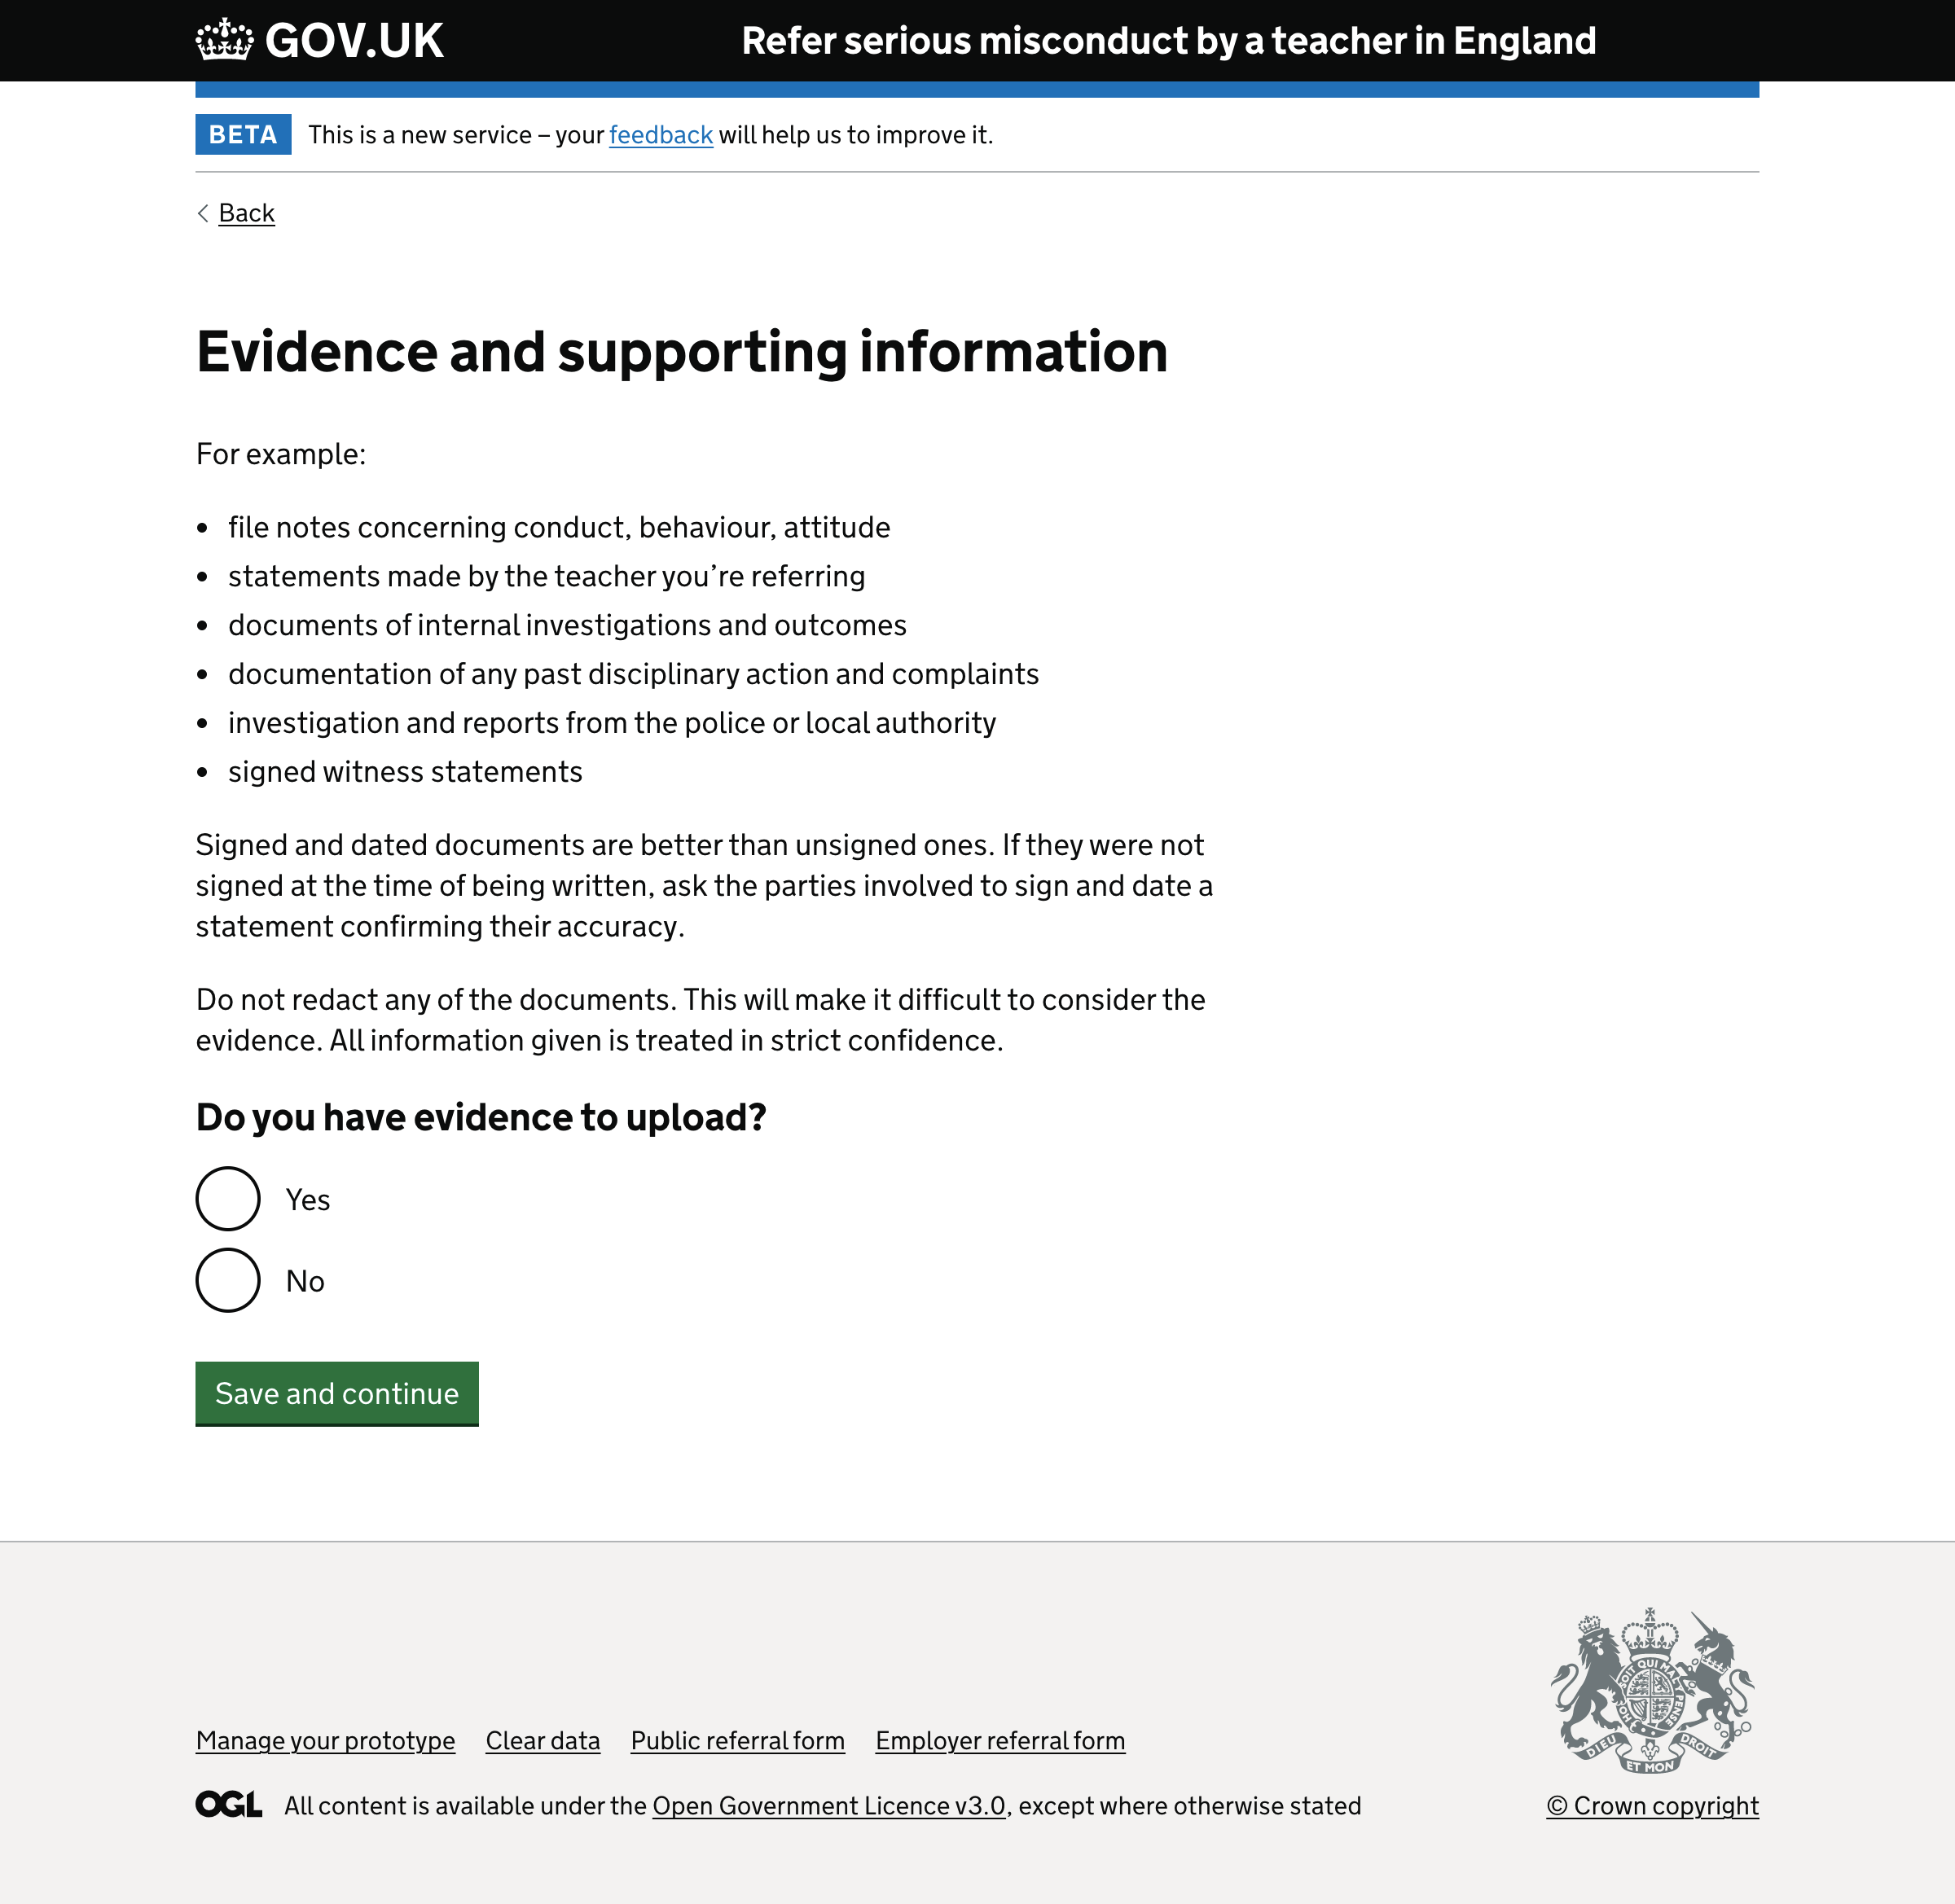 GOV.UK
Refer serious misconduct by a teacher in England
BETA
This is a new service – your feedback will help us to improve it.
Back
Evidence and supporting information
For example:
• file notes concerning conduct, behaviour, attitude
• statements made by the teacher you’re referring
• documents of internal investigations and outcomes
• documentation of any past disciplinary action and complaints
• investigation and reports from the police or local authority
• signed witness statements
Signed and dated documents are better than unsigned ones. If they were not
signed at the time of being written, ask the parties involved to sign and date a
statement confirming their accuracy.
Do not redact any of the documents. This will make it difficult to consider the
evidence. All information given is treated in strict confidence.
Do you have evidence to upload?
Yes
No
Save and continue
Manage your prototype Clear data Public referral form Employer referral form
DIEU ET MON DROIT
OGL All content is available under the Open Government Licence v3.0, except where otherwise stated
© Crown copyright